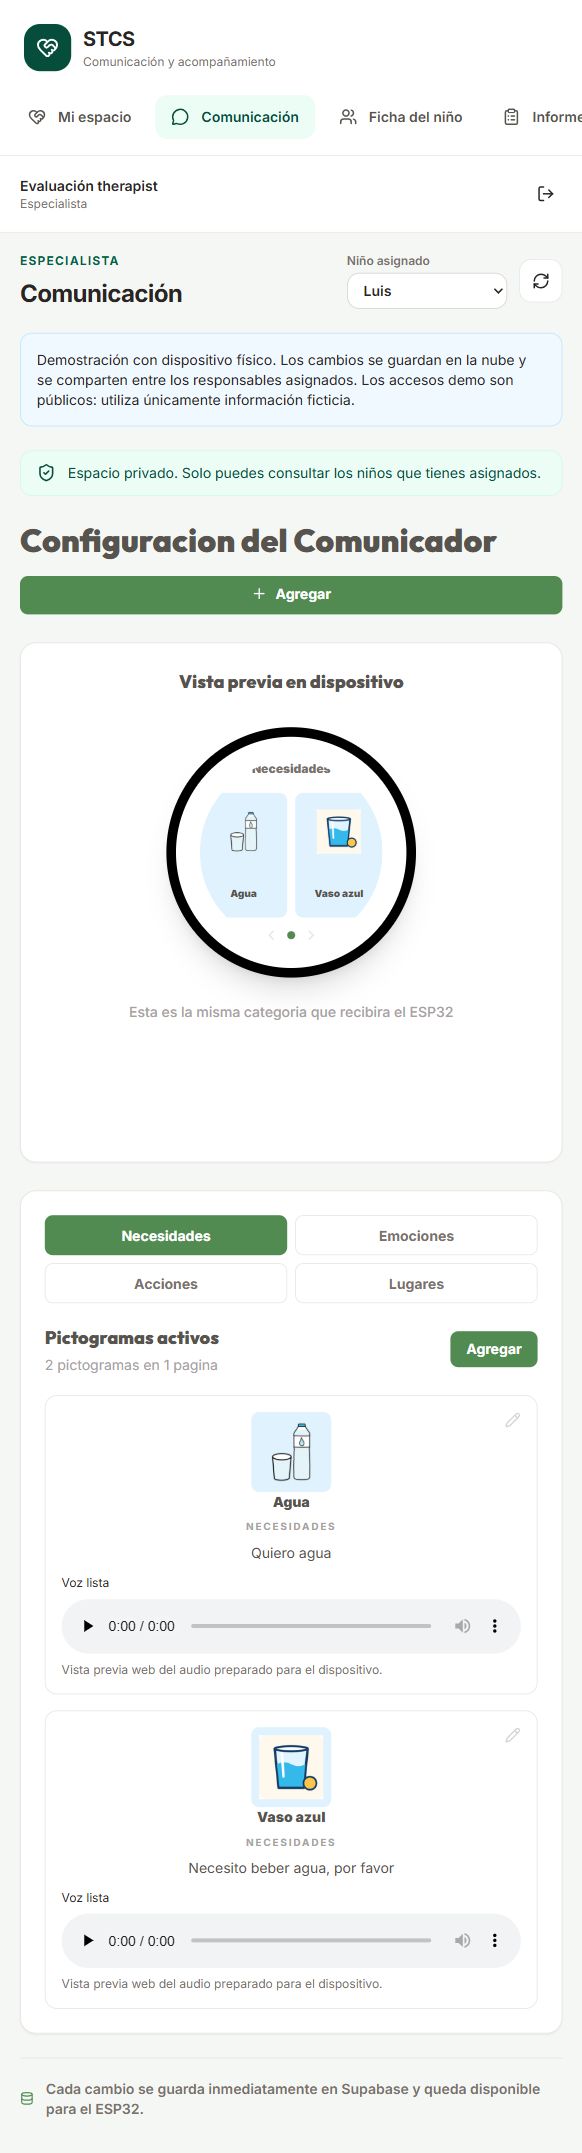 STCS
Comunicación y acompañamiento
Mi espacio
Comunicación
Ficha del niño
Informe
Evaluación therapist
Especialista
ESPECIALISTA
Comunicación
Niño asignado
Luis
Demostración con dispositivo físico. Los cambios se guardan en la nube y
se comparten entre los responsables asignados. Los accesos demo son
públicos: utiliza únicamente información ficticia.
Espacio privado. Solo puedes consultar los niños que tienes asignados.
Configuracion del Comunicador
Agregar
Vista previa en dispositivo
Necesidades
Agua
Vaso azul
Esta es la misma categoria que recibira el ESP32
Necesidades
Emociones
Acciones
Lugares
Pictogramas activos
2 pictogramas en 1 pagina
Agregar
Agua
NECESIDADES
Quiero agua
Voz lista
0:00 / 0:00
Vista previa web del audio preparado para el dispositivo.
Vaso azul
NECESIDADES
Necesito beber agua, por favor
Voz lista
0:00 / 0:00
Vista previa web del audio preparado para el dispositivo.
Cada cambio se guarda inmediatamente en Supabase y queda disponible
para el ESP32.